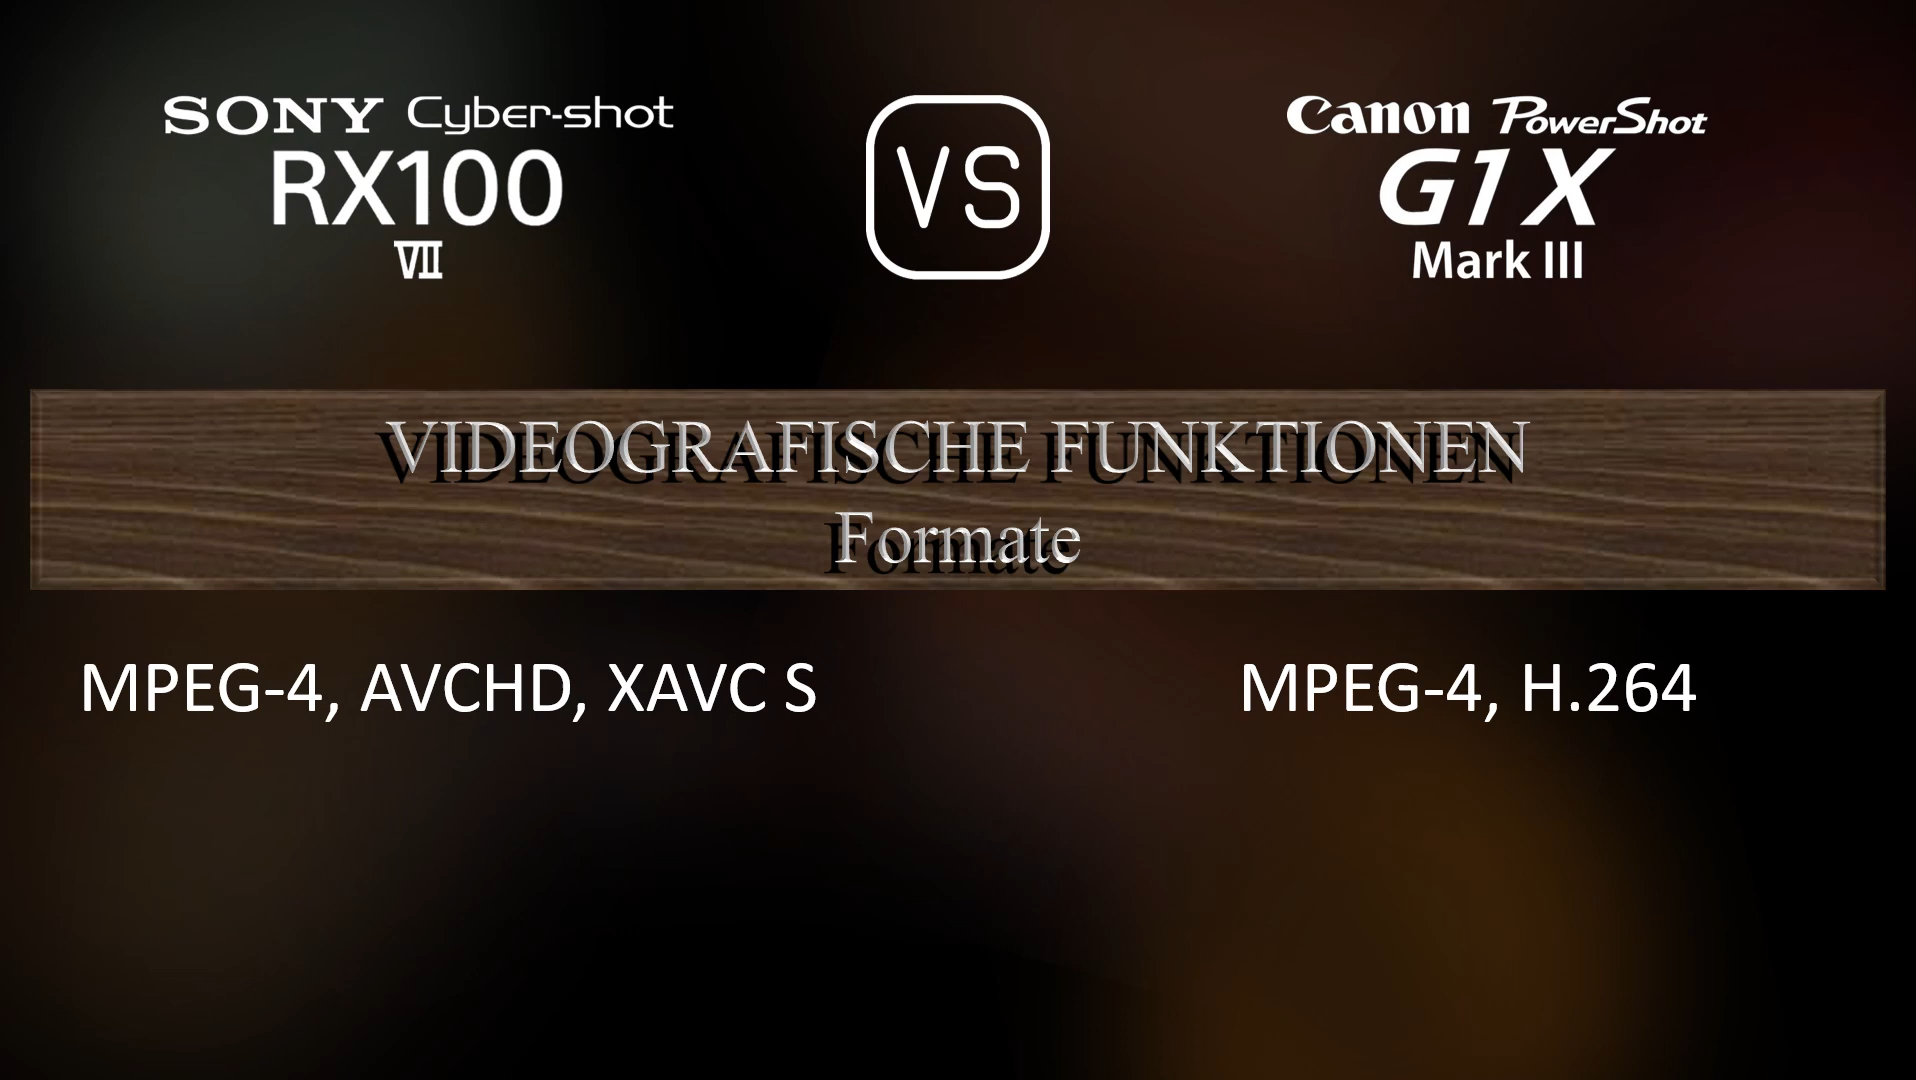 SONY Cyber-shot
RX100
VII
VS
Canon PowerShot
G1 X
Mark III
VIDEOGRAFISCHE FUNKTIONEN
Formate
MPEG-4, AVCHD, XAVC S
MPEG-4, H.264